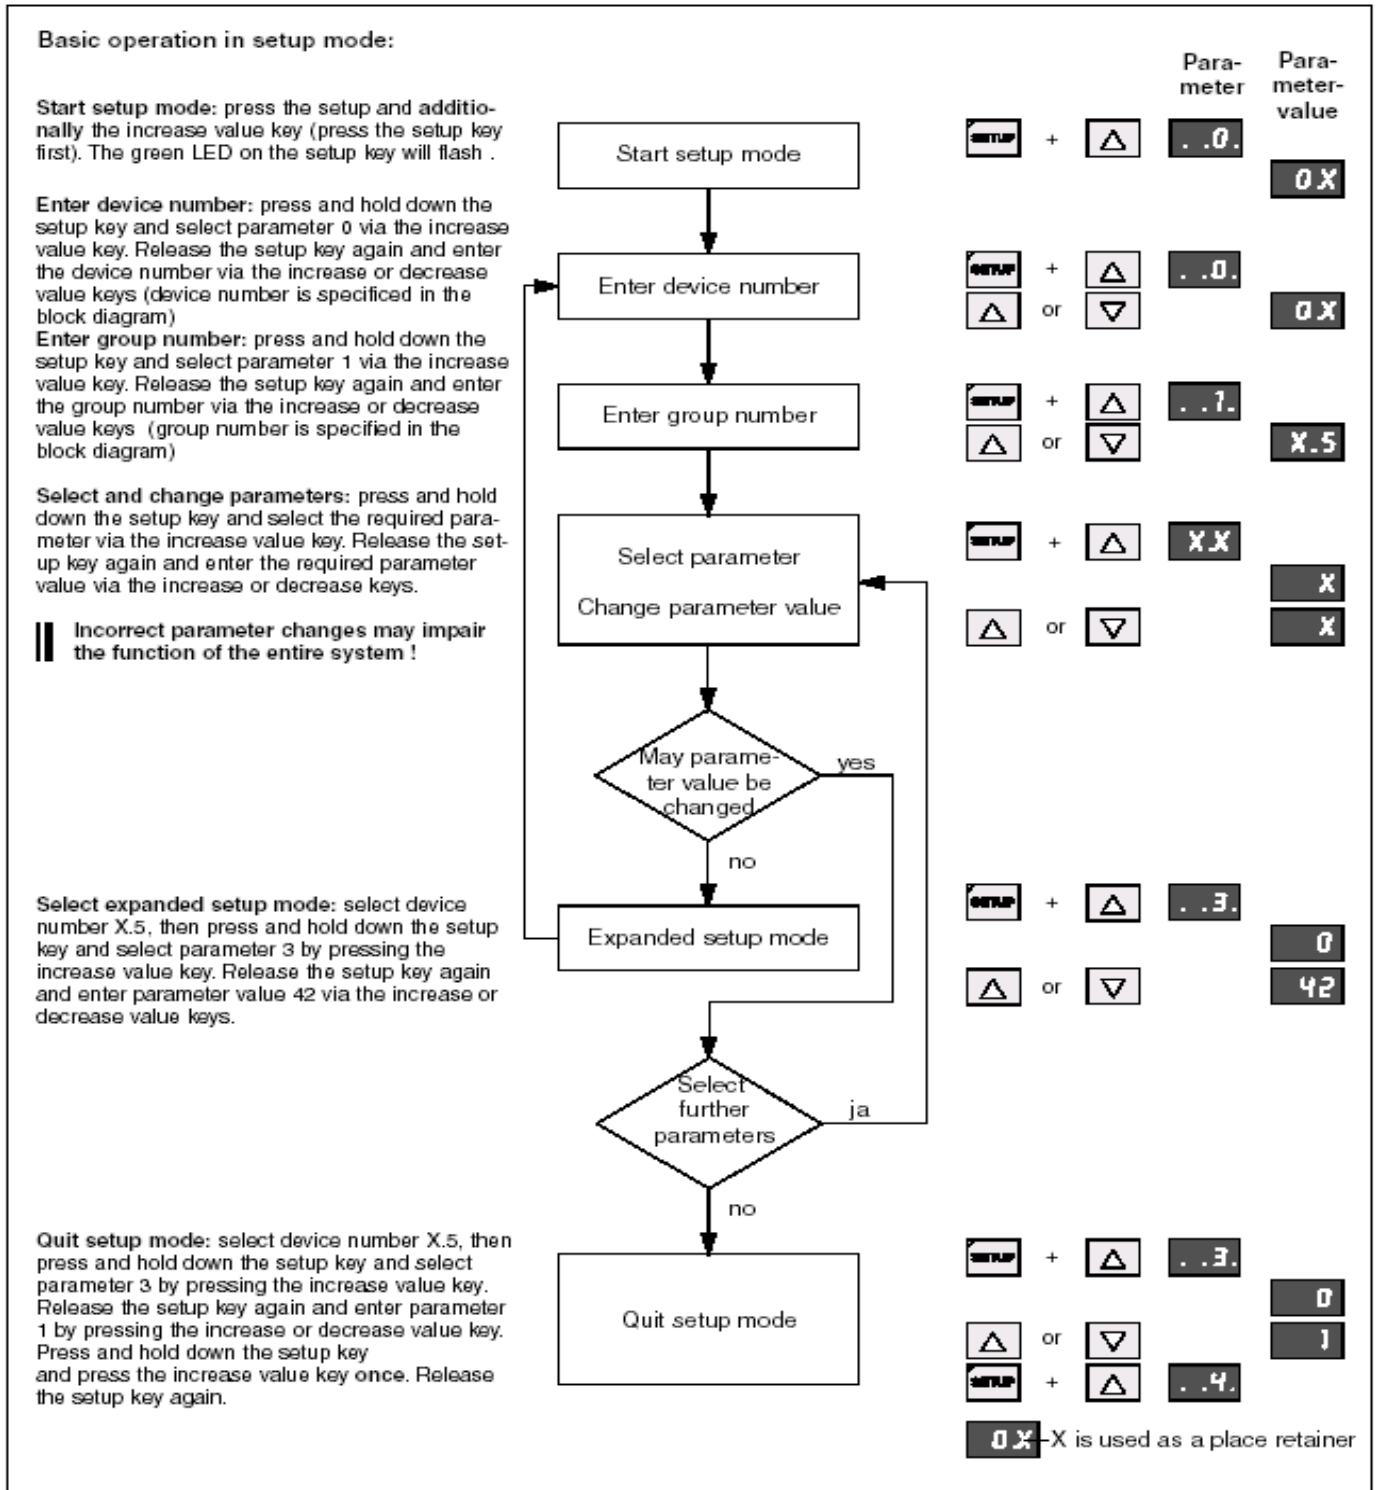 Basic operation in setup mode:
Para-
meter
Para-
meter-
value
Start setup mode: press the setup and additio-
nally the increase value key (press the setup key
first). The green LED on the setup key will flash .
Start setup mode
SETUP + . .0.
0X
Enter device number: press and hold down the
setup key and select parameter 0 via the increase
value key. Release the setup key again and enter
the device number via the increase or decrease
value keys (device number is specificed in the
block diagram)
Enter device number
SETUP + . .0.
or 0X
Enter group number: press and hold down the
setup key and select parameter 1 via the increase
value key. Release the setup key again and enter
the group number via the increase or decrease
value keys (group number is specified in the
block diagram)
Enter group number
SETUP + . .1.
or X.5
Select and change parameters: press and hold
down the setup key and select the required para-
meter via the increase value key. Release the set-
up key again and enter the required parameter
value via the increase or decrease keys.
Incorrect parameter changes may impair
the function of the entire system !
Select parameter
Change parameter value
SETUP + X.X
X
or X
May parame-
ter value be
changed
yes
no
Select expanded setup mode: select device
number X.5, then press and hold down the setup
key and select parameter 3 by pressing the
increase value key. Release the setup key again
and enter parameter value 42 via the increase or
decrease value keys.
Expanded setup mode
SETUP + . .3.
0
or 42
Select
further
parameters
ja
no
Quit setup mode: select device number X.5, then
press and hold down the setup key and select
parameter 3 by pressing the increase value key.
Release the setup key again and enter parameter
1 by pressing the increase or decrease value key.
Press and hold down the setup key
and press the increase value key once. Release
the setup key again.
Quit setup mode
SETUP + . .3.
0
or 1
SETUP + . .4.
0X X is used as a place retainer